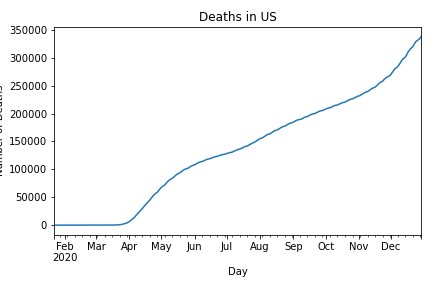 Deaths in US
350000
300000
250000
200000
150000
100000
50000
0
Number of Deaths
Feb Mar Apr May Jun Jul Aug Sep Oct Nov Dec
2020
Day